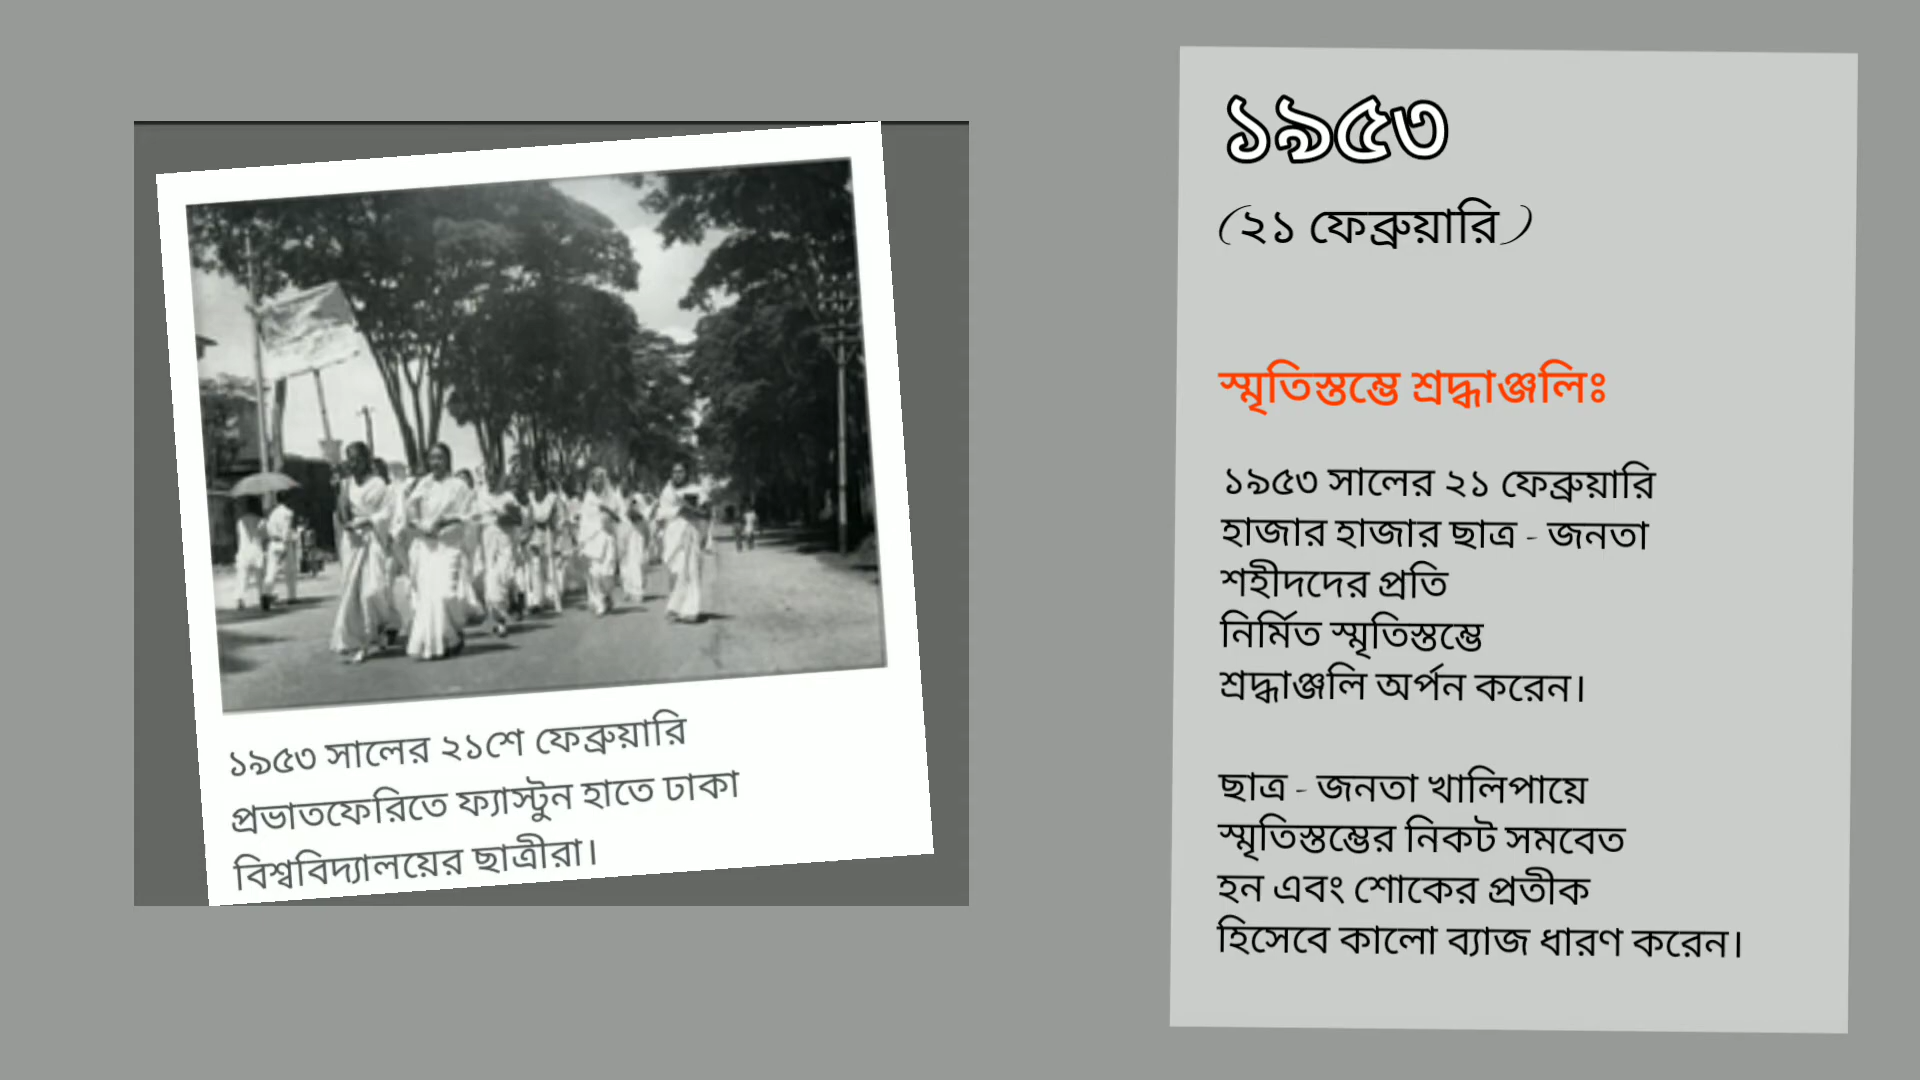 ১৯৫৩ সালের ২১শে ফেব্রুয়ারি
প্রভাতফেরিতে ফ্যাস্টুন হাতে ঢাকা
বিশ্ববিদ্যালয়ের ছাত্রীরা।
১৯৫৩
(২১ ফেব্রুয়ারি)
স্মৃতিস্তম্ভে শ্রদ্ধাঞ্জলিঃ
১৯৫৩ সালের ২১ ফেব্রুয়ারি
হাজার হাজার ছাত্র - জনতা
শহীদদের প্রতি
নির্মিত স্মৃতিস্তম্ভে
শ্রদ্ধাঞ্জলি অর্পন করেন।
ছাত্র - জনতা খালিপায়ে
স্মৃতিস্তম্ভের নিকট সমবেত
হন এবং শোকের প্রতীক
হিসেবে কালো ব্যাজ ধারণ করেন।